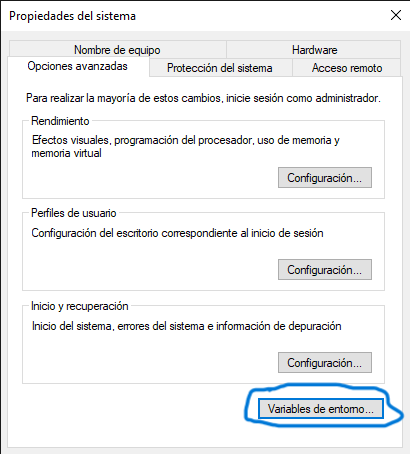 Propiedades del sistema
Nombre de equipo
Hardware
Opciones avanzadas
Protección del sistema
Acceso remoto
Para realizar la mayoría de estos cambios, inicie sesión como administrador.
Rendimiento
Efectos visuales, programación del procesador, uso de memoria y
memoria virtual
Configuración...
Perfiles de usuario
Configuración del escritorio correspondiente al inicio de sesión
Configuración...
Inicio y recuperación
Inicio del sistema, errores del sistema e información de depuración
Configuración...
Variables de entorno...